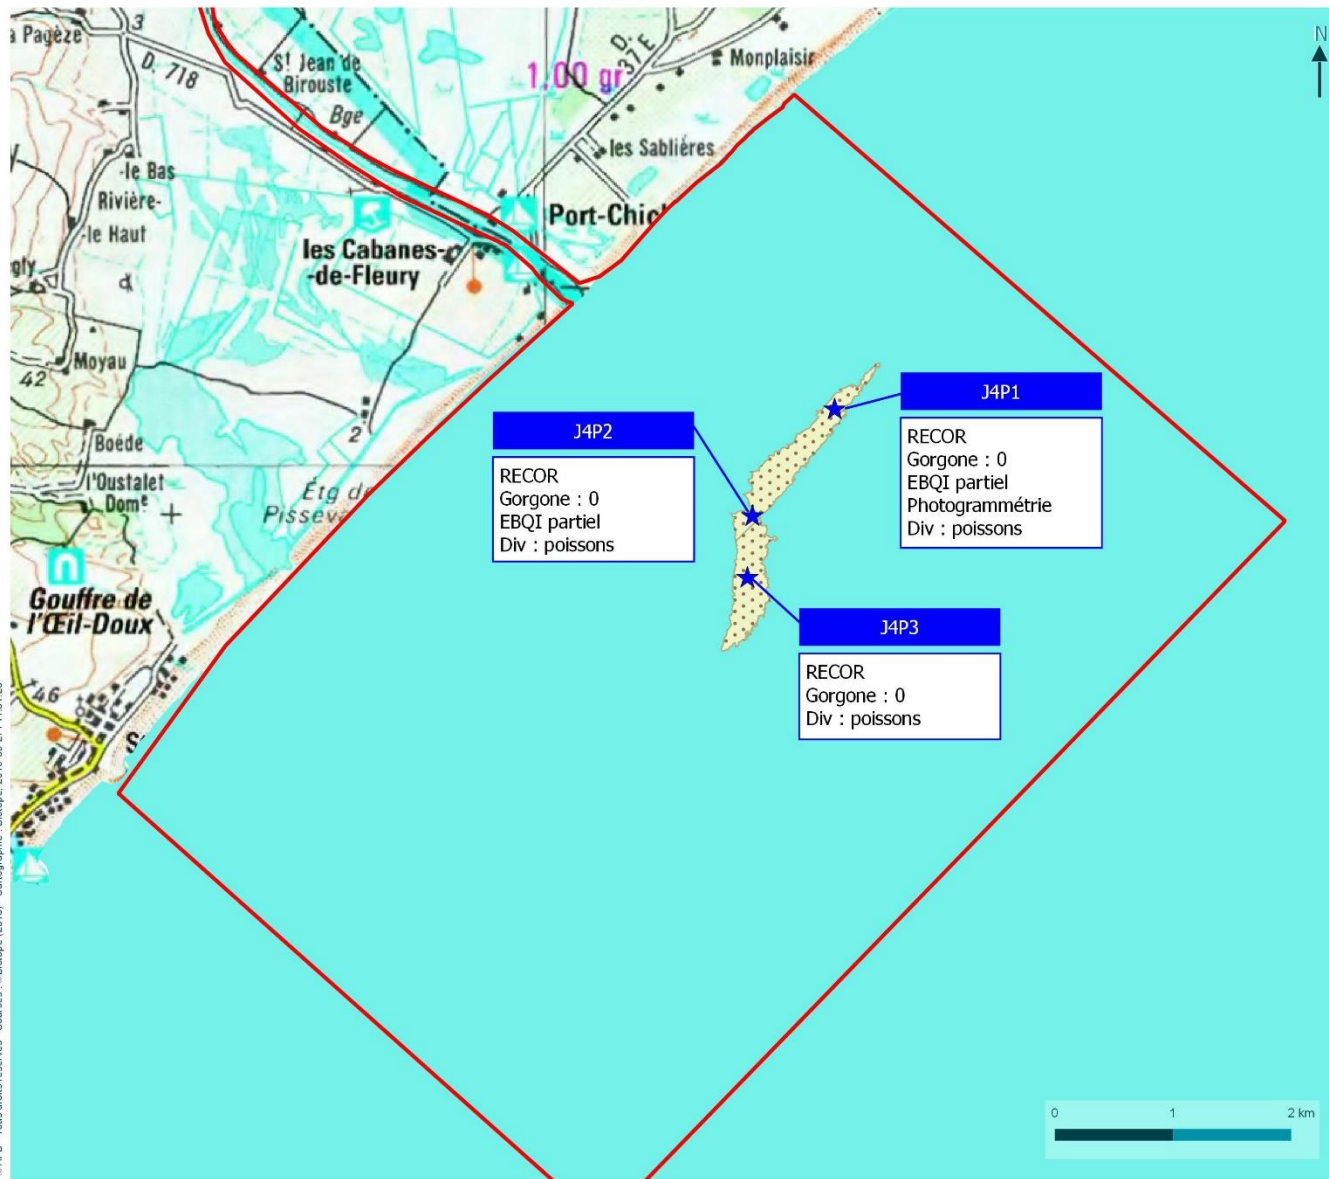 a Pagèze
3
D. 718
St Jean de
Birouste
Bge
1,00 gr
D.
37E
Monplaisir
N
les Sablières
-le Bas
Rivière-
-le Haut
Port-Chic
les Cabanes-
-de-Fleury
gly
Moyau
42
2
Boède
l'Oustalet
Dome
Étg de
Pisseva
Gouffre de
l'Œil-Doux
46
S
J4P1
RECOR
Gorgone : 0
EBQI partiel
Photogrammétrie
Div : poissons
J4P2
RECOR
Gorgone : 0
EBQI partiel
Div : poissons
J4P3
RECOR
Gorgone : 0
Div : poissons
0 1 2 km